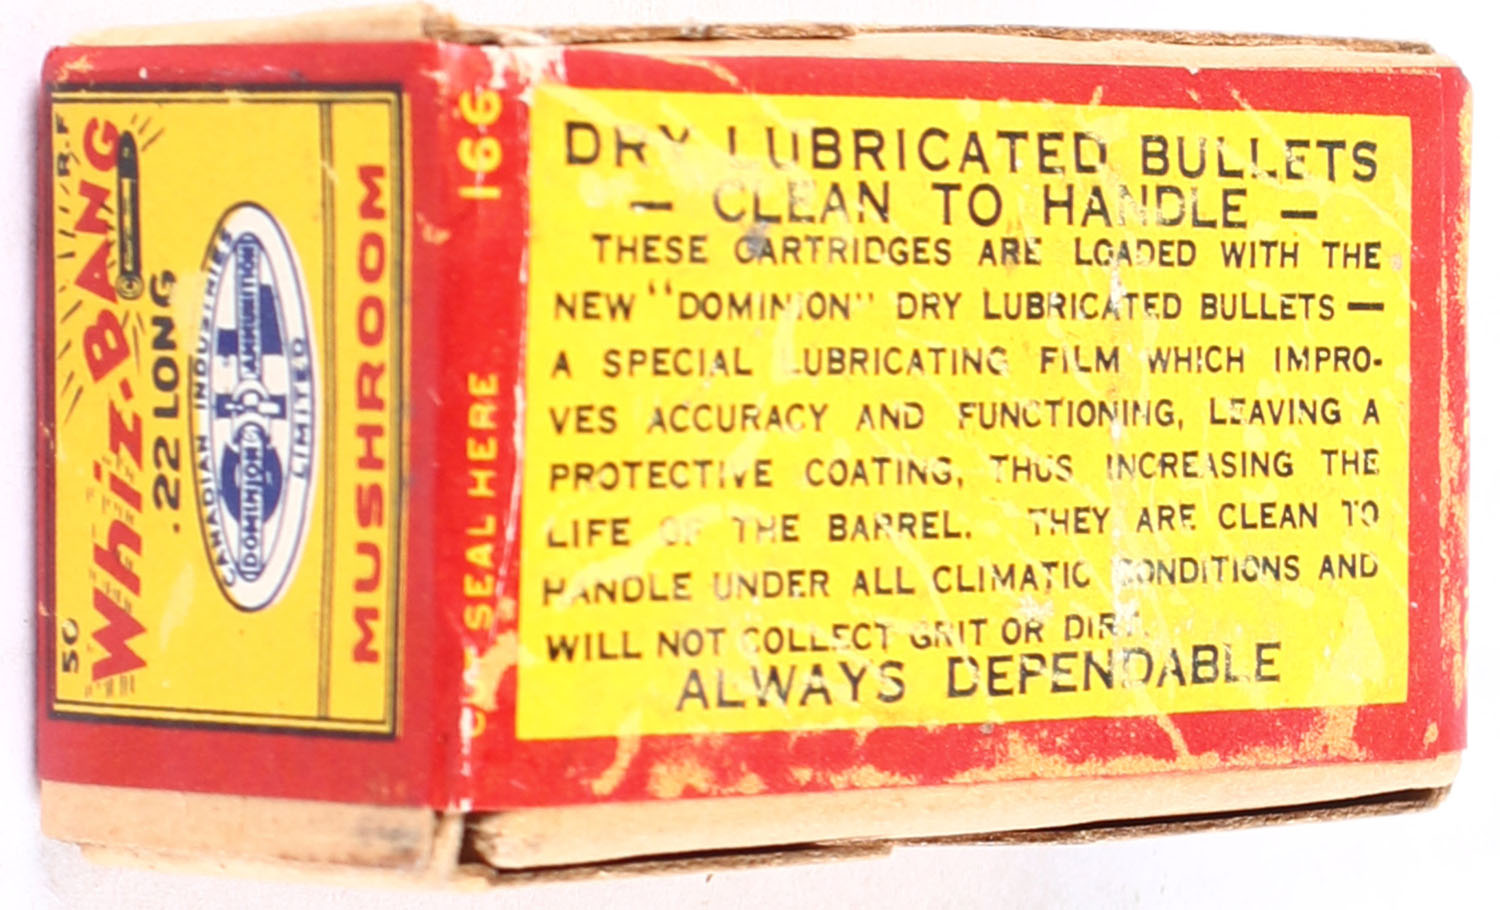 50
R.F
Whiz-BANG
.22 LONG
CANADIAN INDUSTRIES
DOMINION
AMMUNITION
LIMITED
MUSHROOM
166
CUT SEAL HERE
DRY LUBRICATED BULLETS
— CLEAN TO HANDLE —
THESE CARTRIDGES ARE LOADED WITH THE
NEW "DOMINION" DRY LUBRICATED BULLETS —
A SPECIAL LUBRICATING FILM WHICH IMPRO-
VES ACCURACY AND FUNCTIONING, LEAVING A
PROTECTIVE COATING, THUS INCREASING THE
LIFE OF THE BARREL. THEY ARE CLEAN TO
HANDLE UNDER ALL CLIMATIC CONDITIONS AND
WILL NOT COLLECT GRIT OR DIRT.
ALWAYS DEPENDABLE